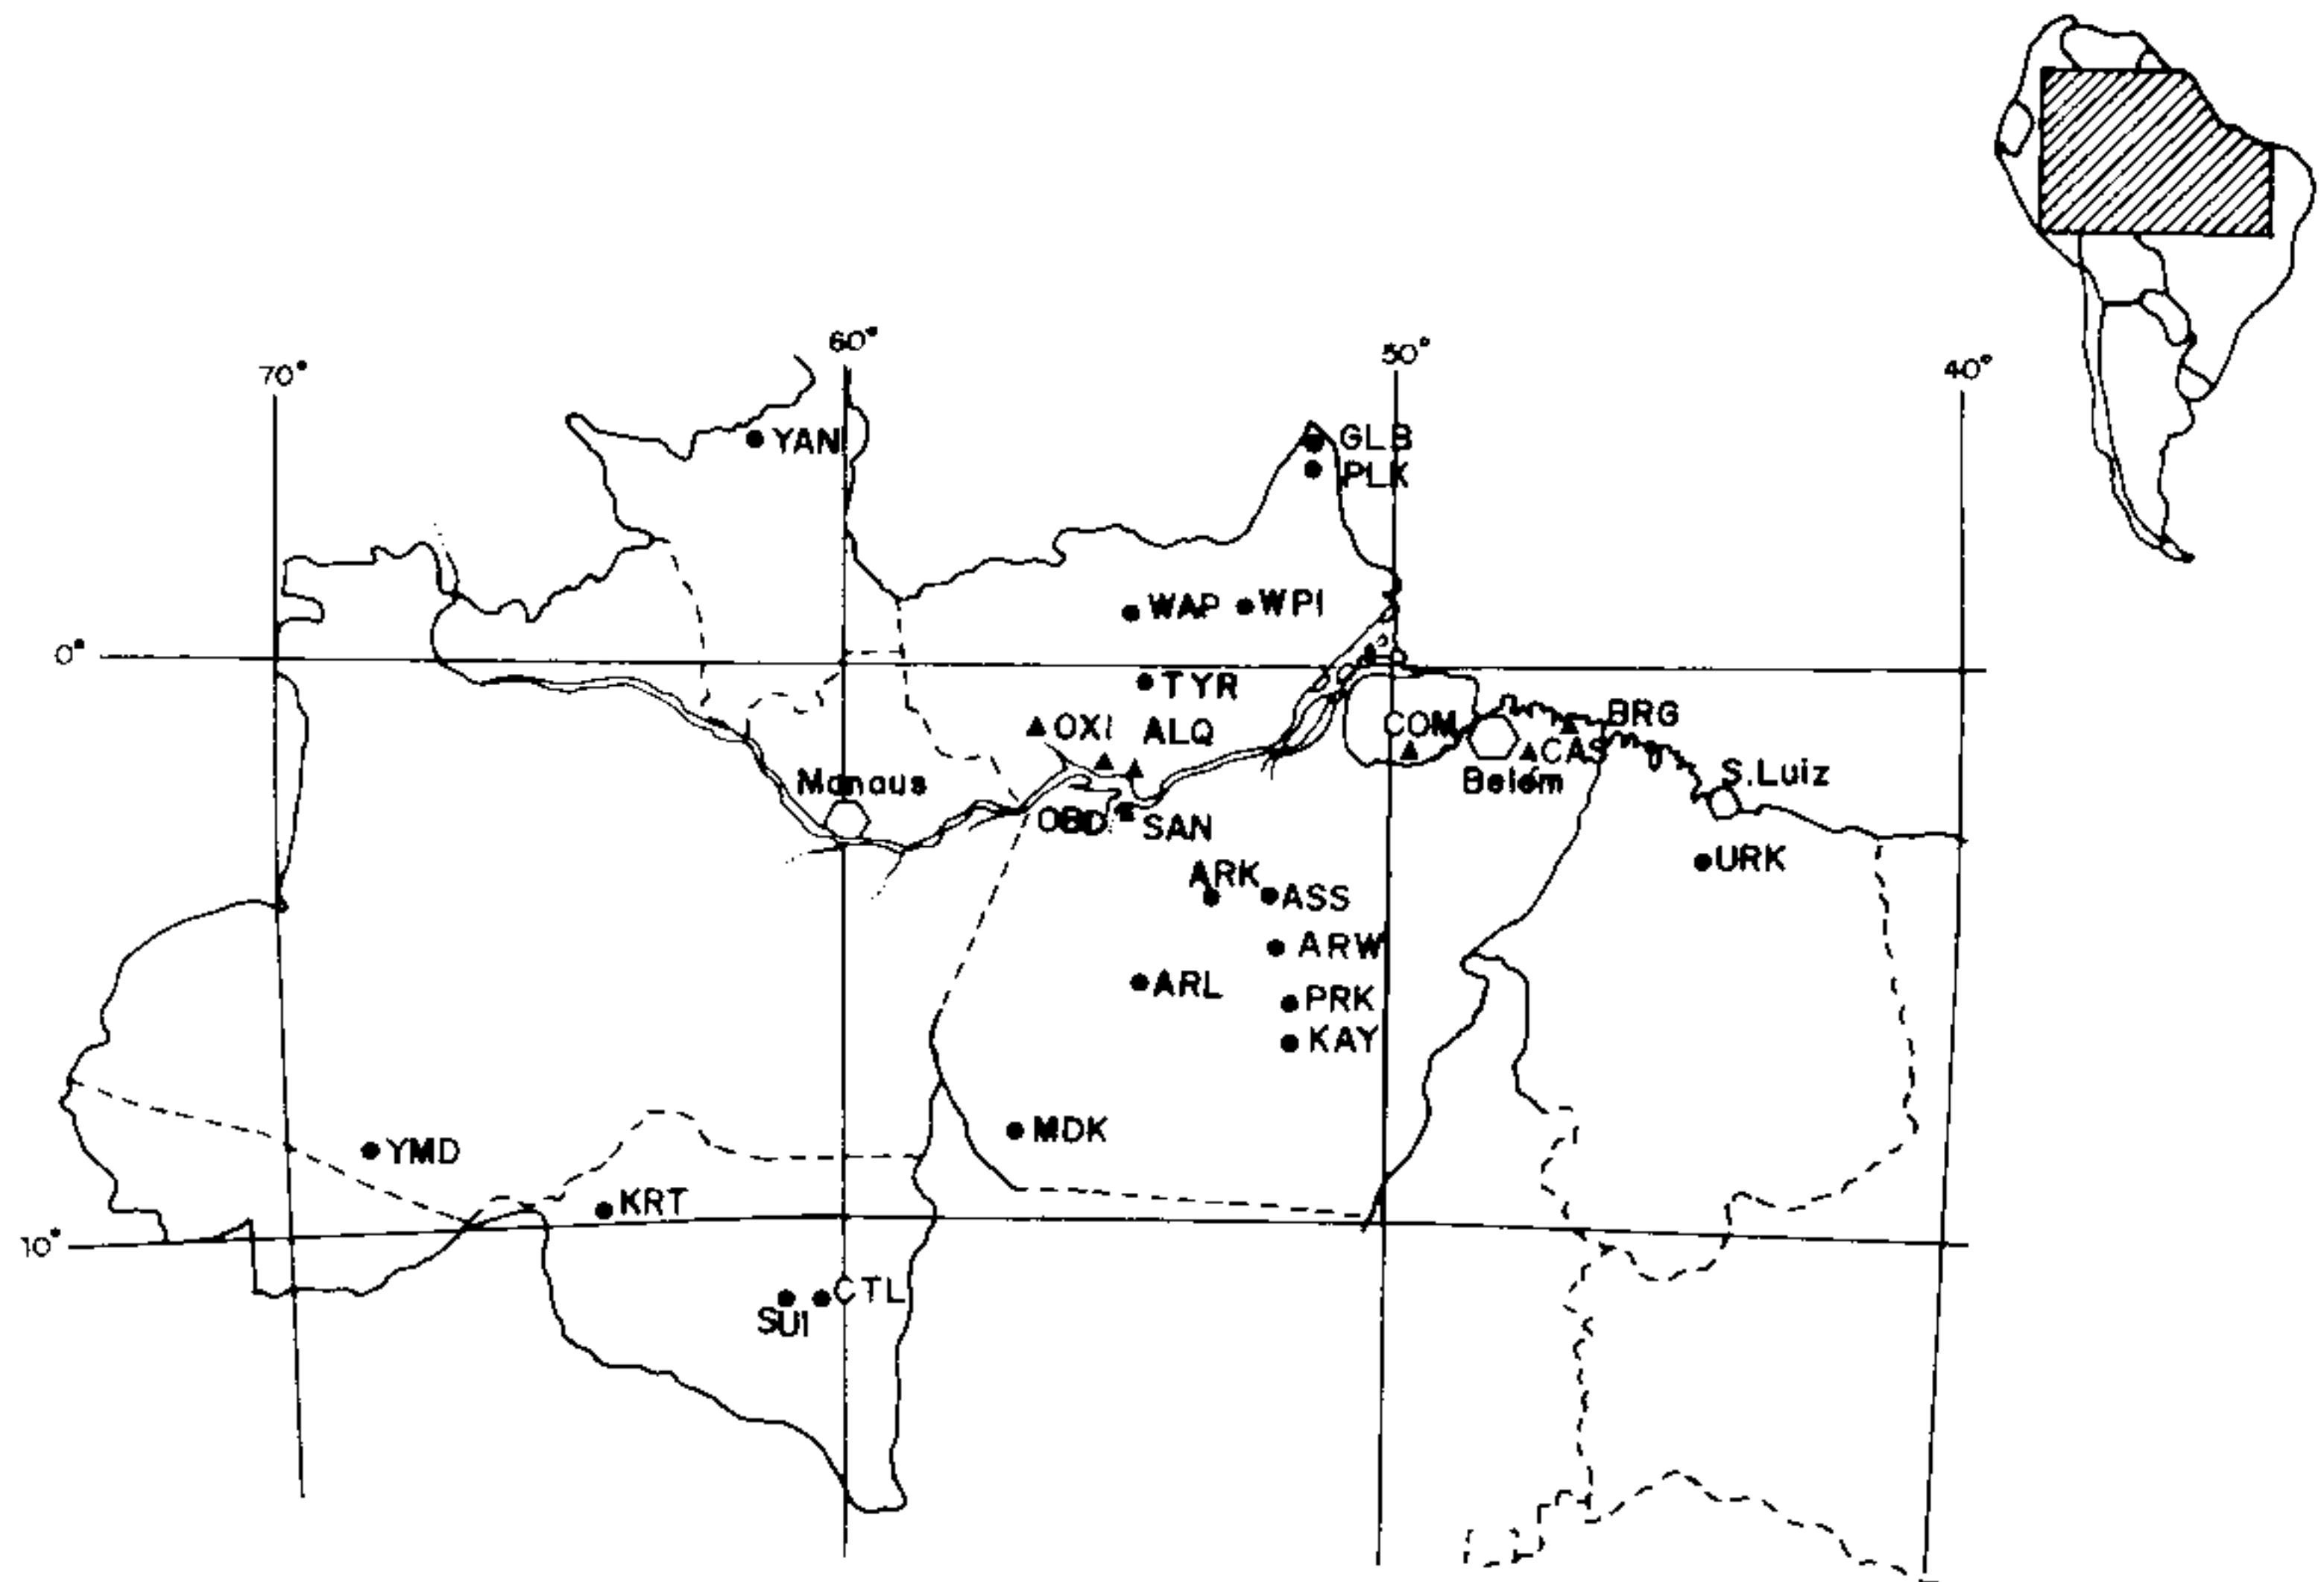 60°
50°
70°
40°
YAN
GLB
PLK
WAP
WPI
0°
TYR
OXI
ALQ
COM
BRG
CAS
Manaus
Belém
S.Luiz
OBD
SAN
URK
ARK
ASS
ARW
ARL
PRK
KAY
MDK
YMD
KRT
10°
CTL
SUI